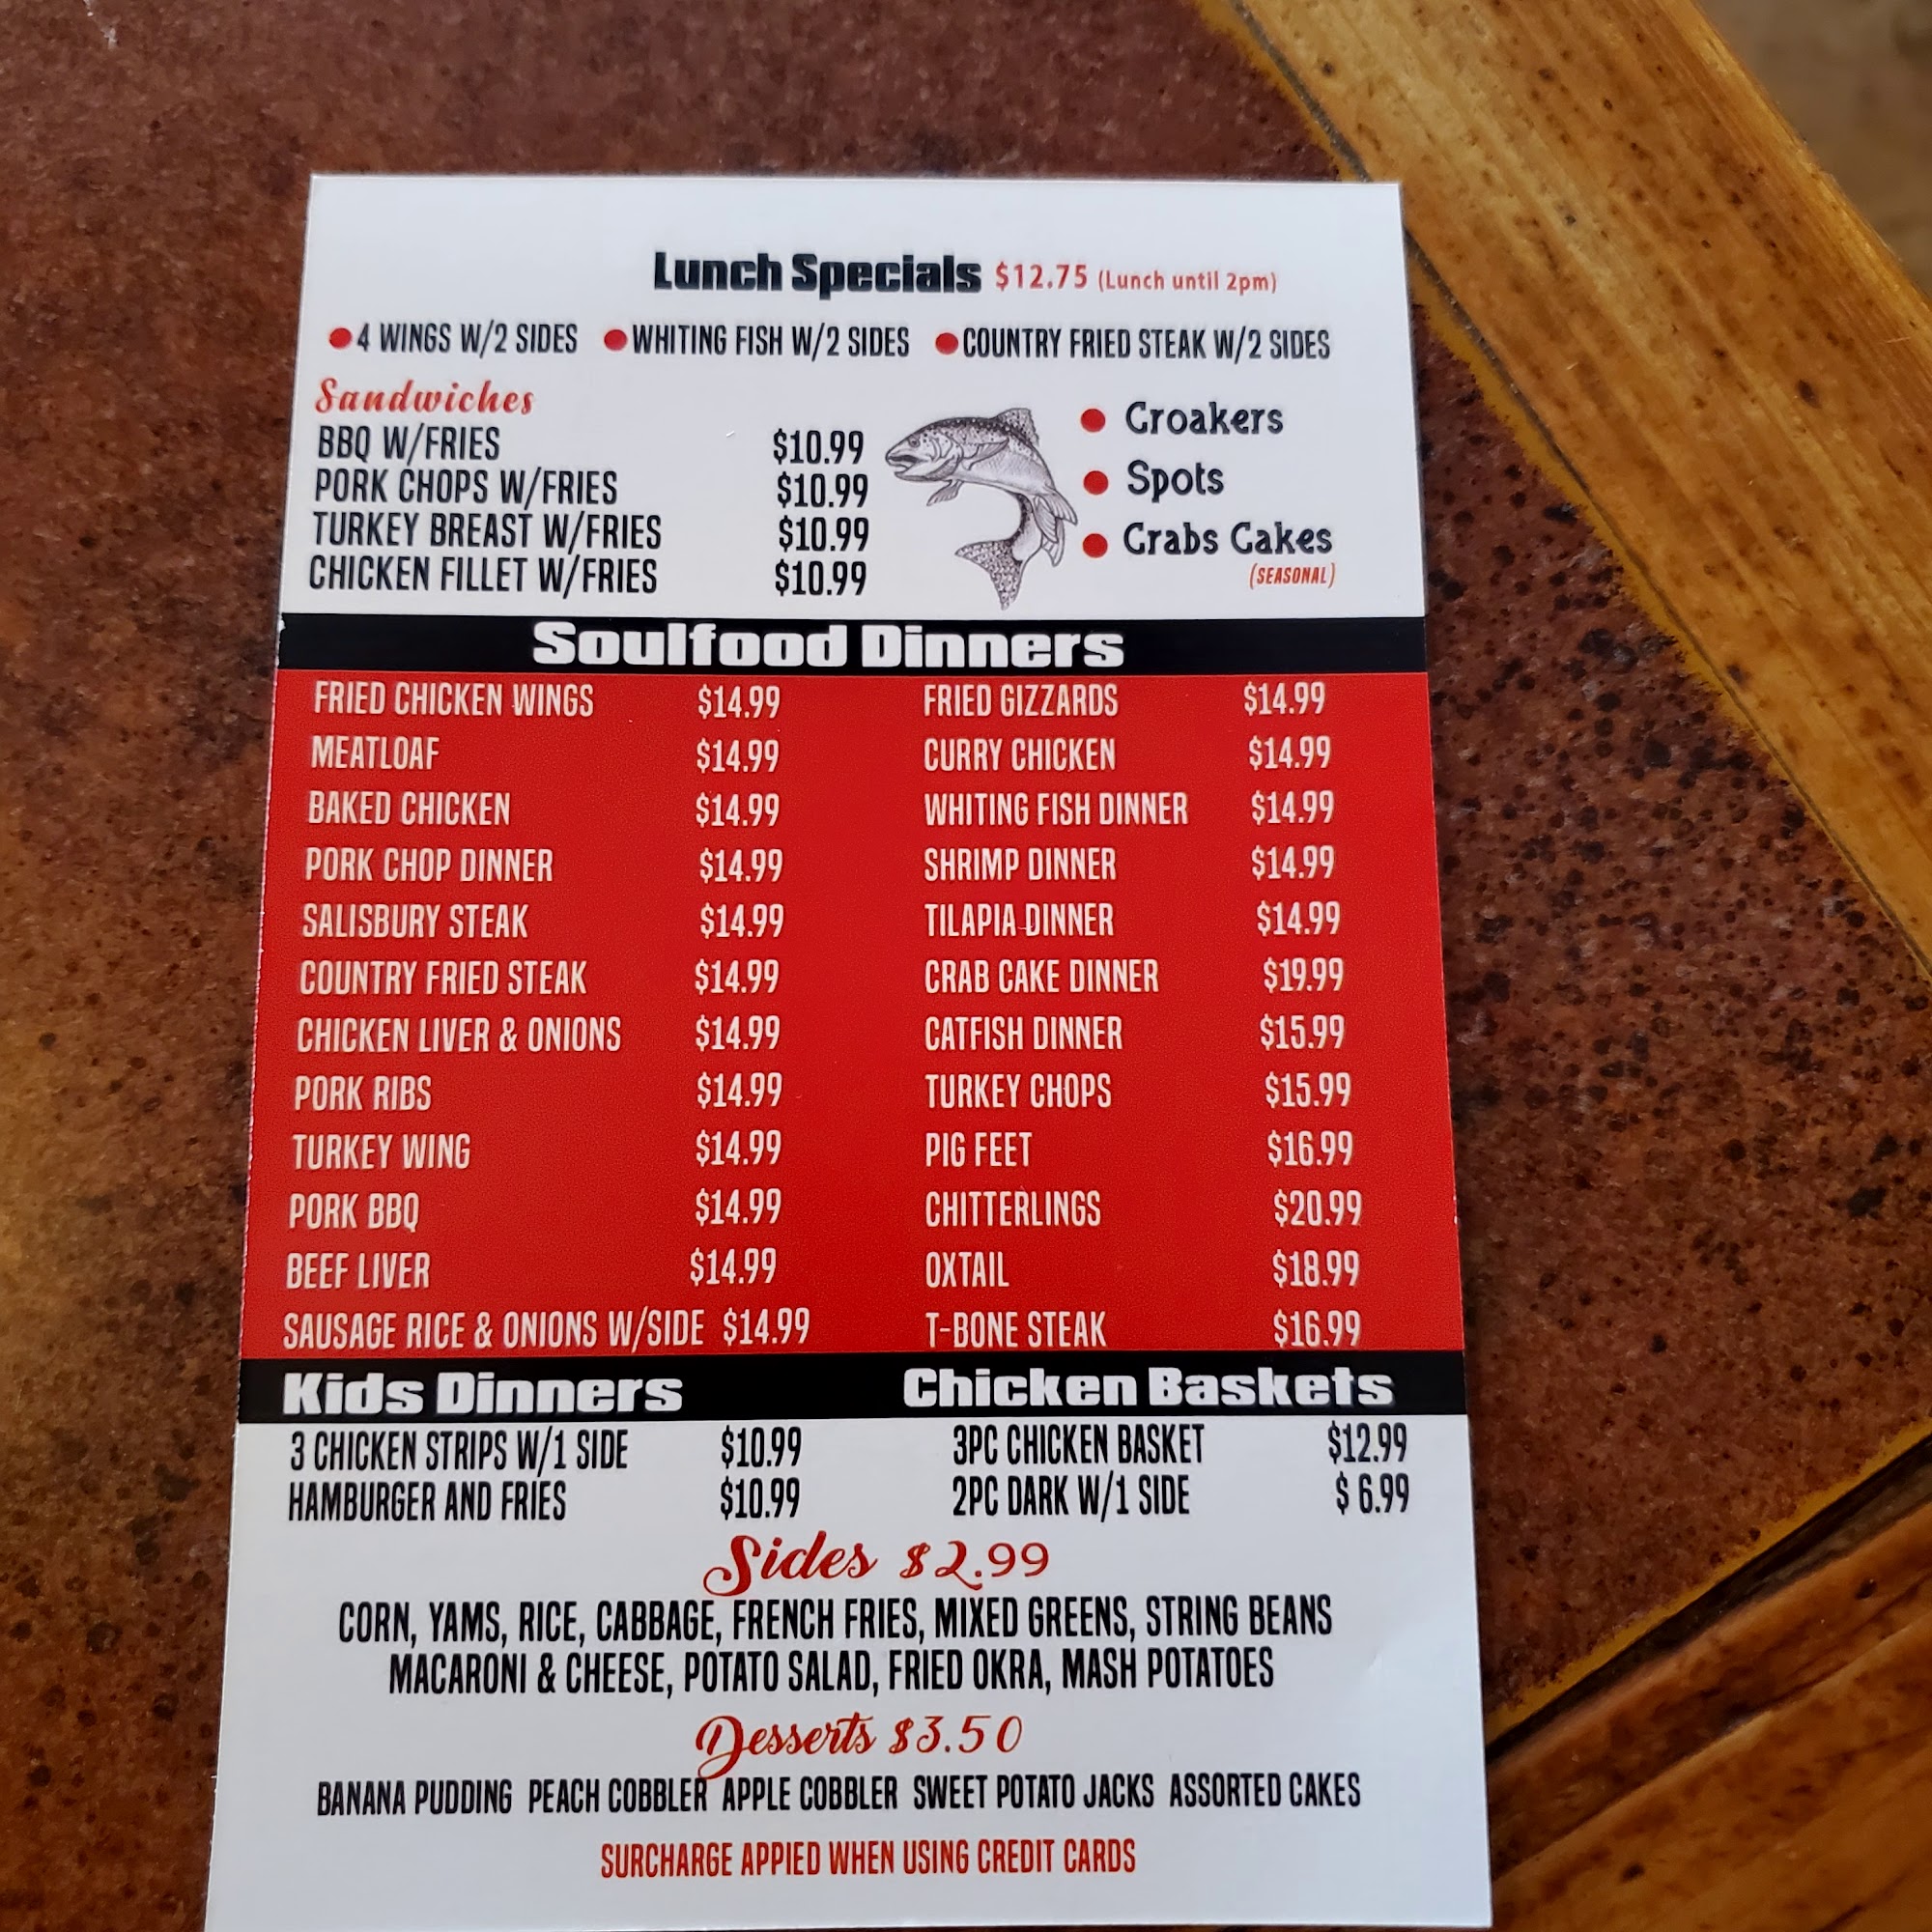 Lunch Specials $12.75 (Lunch until 2pm)
● 4 WINGS W/2 SIDES ● WHITING FISH W/2 SIDES ● COUNTRY FRIED STEAK W/2 SIDES
Sandwiches
BBQ W/FRIES $10.99
PORK CHOPS W/FRIES $10.99
TURKEY BREAST W/FRIES $10.99
CHICKEN FILLET W/FRIES $10.99
● Croakers
● Spots
● Crabs Cakes
(SEASONAL)
Soulfood Dinners
FRIED CHICKEN WINGS $14.99
MEATLOAF $14.99
BAKED CHICKEN $14.99
PORK CHOP DINNER $14.99
SALISBURY STEAK $14.99
COUNTRY FRIED STEAK $14.99
CHICKEN LIVER & ONIONS $14.99
PORK RIBS $14.99
TURKEY WING $14.99
PORK BBQ $14.99
BEEF LIVER $14.99
SAUSAGE RICE & ONIONS W/SIDE $14.99
FRIED GIZZARDS $14.99
CURRY CHICKEN $14.99
WHITING FISH DINNER $14.99
SHRIMP DINNER $14.99
TILAPIA DINNER $14.99
CRAB CAKE DINNER $19.99
CATFISH DINNER $15.99
TURKEY CHOPS $15.99
PIG FEET $16.99
CHITTERLINGS $20.99
OXTAIL $18.99
T-BONE STEAK $16.99
Kids Dinners
3 CHICKEN STRIPS W/1 SIDE $10.99
HAMBURGER AND FRIES $10.99
Chicken Baskets
3PC CHICKEN BASKET $12.99
2PC DARK W/1 SIDE $ 6.99
Sides $2.99
CORN, YAMS, RICE, CABBAGE, FRENCH FRIES, MIXED GREENS, STRING BEANS
MACARONI & CHEESE, POTATO SALAD, FRIED OKRA, MASH POTATOES
Desserts $3.50
BANANA PUDDING PEACH COBBLER APPLE COBBLER SWEET POTATO JACKS ASSORTED CAKES
SURCHARGE APPIED WHEN USING CREDIT CARDS